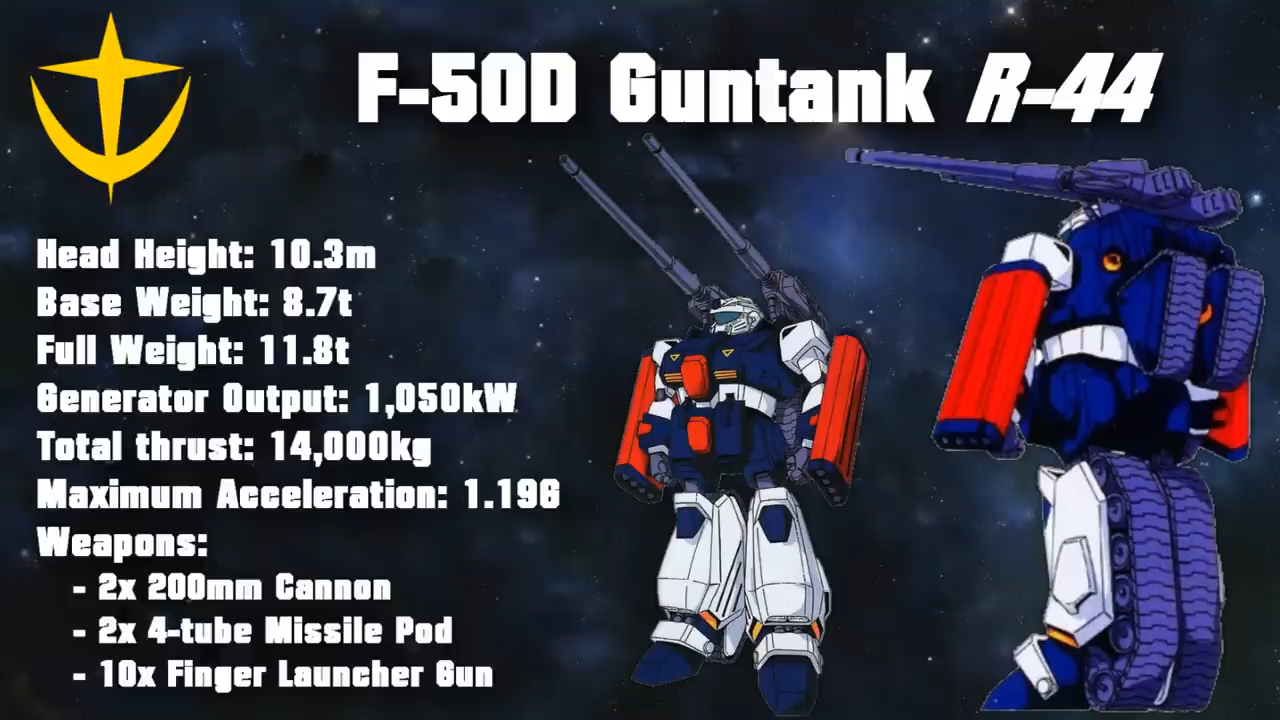 F-50D Guntank R-44
Head Height: 10.3m
Base Weight: 8.7t
Full Weight: 11.8t
Generator Output: 1,050kW
Total thrust: 14,000kg
Maximum Acceleration: 1.19G
Weapons:
- 2x 200mm Cannon
- 2x 4-tube Missile Pod
- 10x Finger Launcher Gun